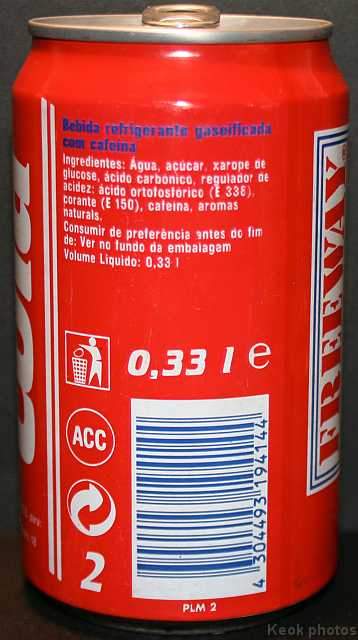 Bebida refrigerante gaseificada
com cafeína
Ingredientes: Água, açúcar, xarope de
glucose, ácido carbónico, regulador de
acidez: ácido ortofosfórico (E 338),
corante (E 150), cafeína, aromas
naturais.
Consumir de preferência antes do fim
de: Ver no fundo da embalagem
Volume Liquido: 0,33 l
0,33 l e
ACC
2
4 304493 194144
PLM 2
cola
FREEWAY
Keok photos